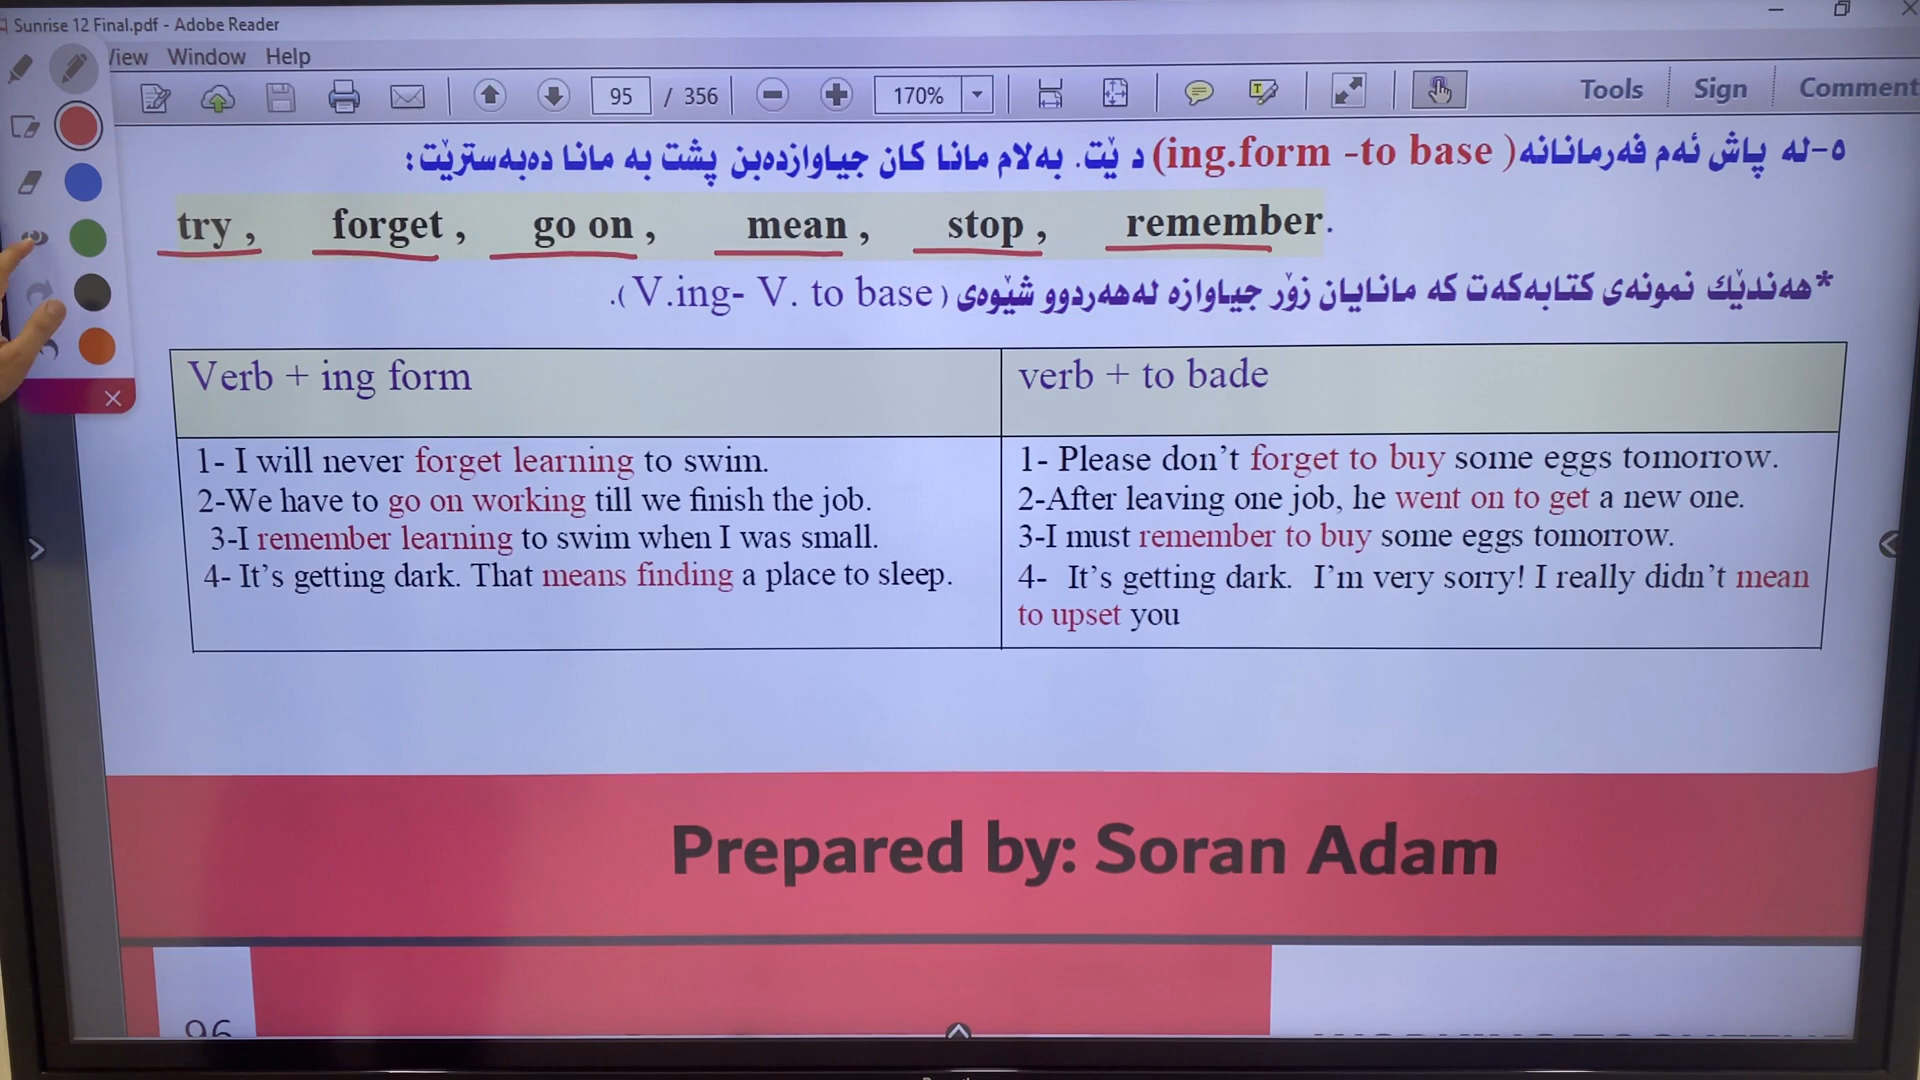 Sunrise 12 Final.pdf - Adobe Reader
View Window Help
95 / 356 170% Tools Sign Comment
٥-لە پاش ئەم فەرمانانە( ing.form -to base) د یٚت. بەلام مانا کان جیاوازدەبن پشت بە مانا دەبەستریٚت:
try , forget , go on , mean , stop , remember.
*هەندیٚك نمونەی کتابەکەت کە مانایان زۆر جیاوازە لەهەردوو شیٚوەی (V.ing- V. to base).
Verb + ing form
verb + to bade
1- I will never forget learning to swim.
2-We have to go on working till we finish the job.
3-I remember learning to swim when I was small.
4- It's getting dark. That means finding a place to sleep.
1- Please don't forget to buy some eggs tomorrow.
2-After leaving one job, he went on to get a new one.
3-I must remember to buy some eggs tomorrow.
4- It's getting dark. I'm very sorry! I really didn't mean
to upset you
Prepared by: Soran Adam
96